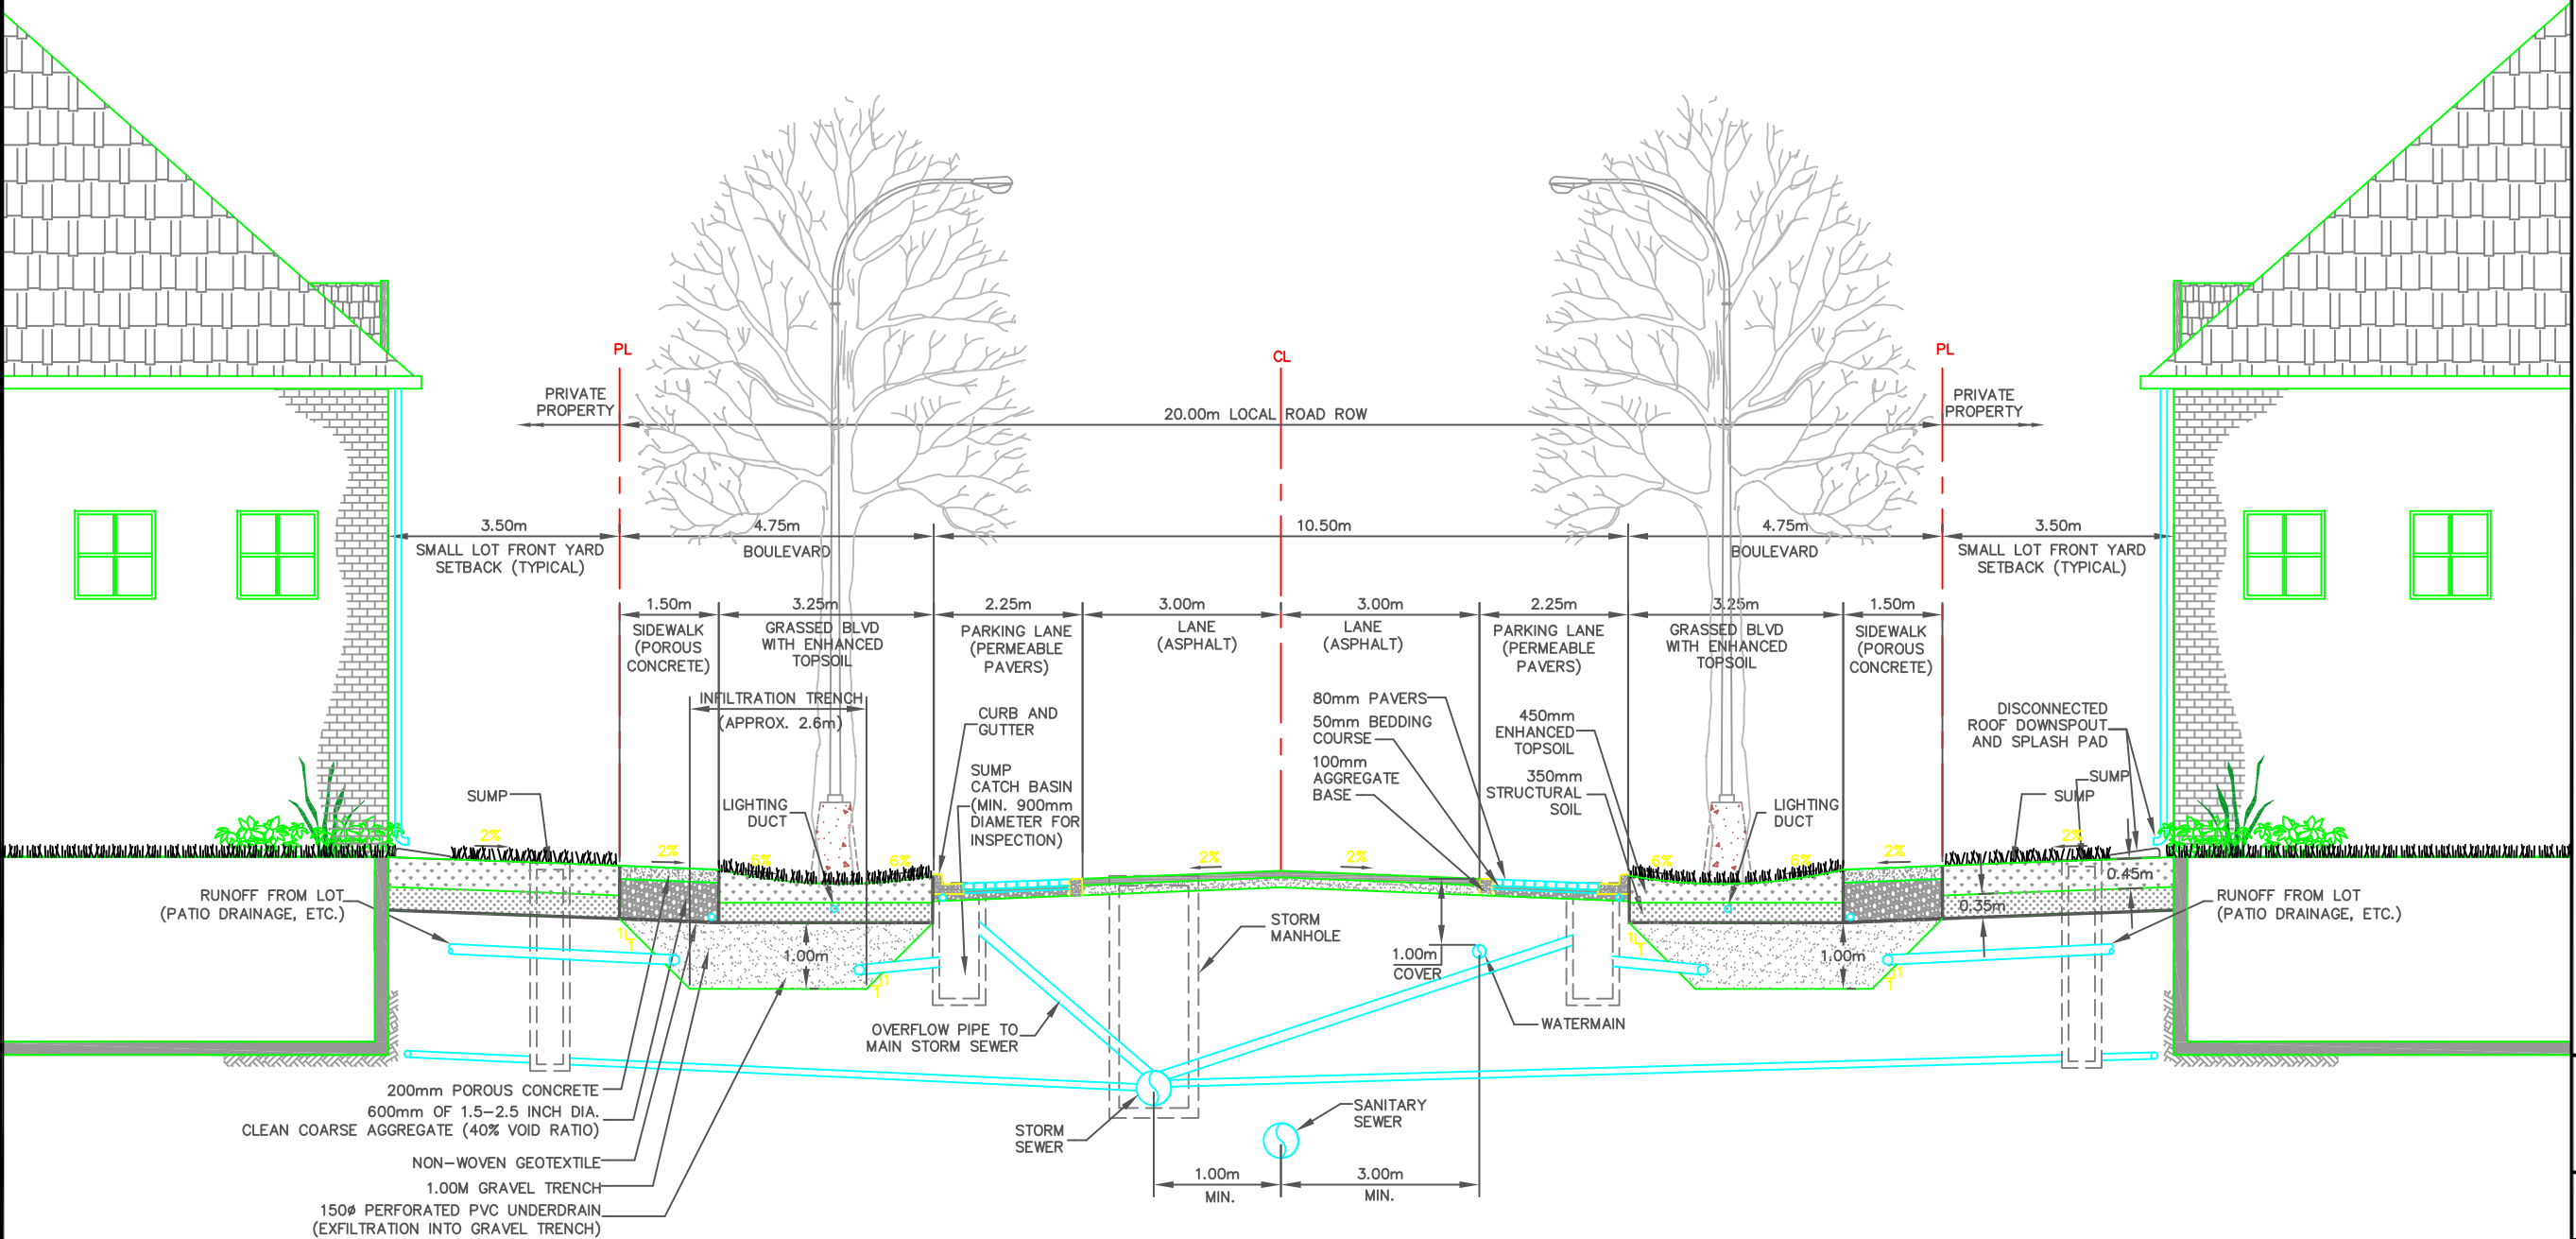 PL
CL
PL
PRIVATE
PROPERTY
20.00m LOCAL ROAD ROW
PRIVATE
PROPERTY
3.50m
SMALL LOT FRONT YARD
SETBACK (TYPICAL)
4.75m
BOULEVARD
10.50m
4.75m
BOULEVARD
3.50m
SMALL LOT FRONT YARD
SETBACK (TYPICAL)
1.50m
SIDEWALK
(POROUS
CONCRETE)
3.25m
GRASSED BLVD
WITH ENHANCED
TOPSOIL
2.25m
PARKING LANE
(PERMEABLE
PAVERS)
3.00m
LANE
(ASPHALT)
3.00m
LANE
(ASPHALT)
2.25m
PARKING LANE
(PERMEABLE
PAVERS)
3.25m
GRASSED BLVD
WITH ENHANCED
TOPSOIL
1.50m
SIDEWALK
(POROUS
CONCRETE)
INFILTRATION TRENCH
(APPROX. 2.6m)
CURB AND
GUTTER
SUMP
CATCH BASIN
(MIN. 900mm
DIAMETER FOR
INSPECTION)
80mm PAVERS
50mm BEDDING
COURSE
100mm
AGGREGATE
BASE
450mm
ENHANCED
TOPSOIL
350mm
STRUCTURAL
SOIL
DISCONNECTED
ROOF DOWNSPOUT
AND SPLASH PAD
SUMP
SUMP
SUMP
LIGHTING
DUCT
LIGHTING
DUCT
2%
2%
6%
6%
2%
2%
6%
6%
2%
2%
0.45m
0.35m
RUNOFF FROM LOT
(PATIO DRAINAGE, ETC.)
RUNOFF FROM LOT
(PATIO DRAINAGE, ETC.)
1
1
1.00m
1
1
1.00m
STORM
MANHOLE
1.00m
COVER
WATERMAIN
OVERFLOW PIPE TO
MAIN STORM SEWER
200mm POROUS CONCRETE
600mm OF 1.5-2.5 INCH DIA.
CLEAN COARSE AGGREGATE (40% VOID RATIO)
NON-WOVEN GEOTEXTILE
1.00M GRAVEL TRENCH
150ø PERFORATED PVC UNDERDRAIN
(EXFILTRATION INTO GRAVEL TRENCH)
STORM
SEWER
SANITARY
SEWER
1.00m
MIN.
3.00m
MIN.